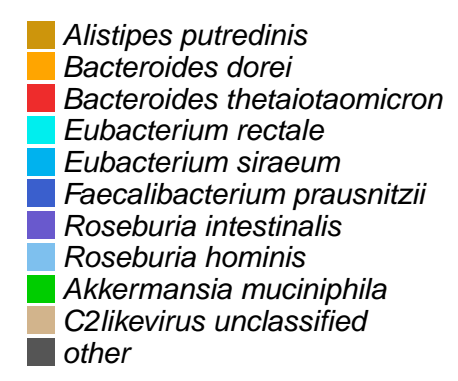 Alistipes putredinis
Bacteroides dorei
Bacteroides thetaiotaomicron
Eubacterium rectale
Eubacterium siraeum
Faecalibacterium prausnitzii
Roseburia intestinalis
Roseburia hominis
Akkermansia muciniphila
C2likevirus unclassified
other